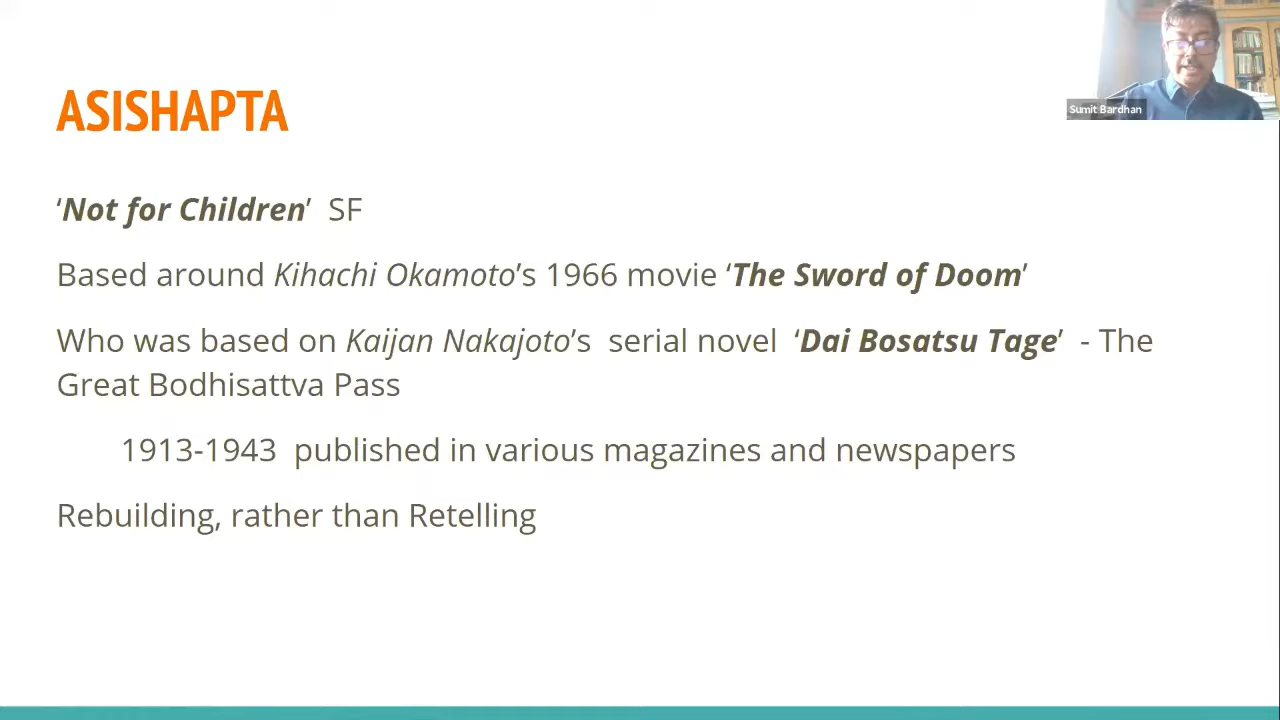 ASISHAPTA
Sumit Bardhan
‘Not for Children’ SF
Based around Kihachi Okamoto’s 1966 movie ‘The Sword of Doom’
Who was based on Kaijan Nakajoto’s serial novel ‘Dai Bosatsu Tage’ - The
Great Bodhisattva Pass
1913-1943 published in various magazines and newspapers
Rebuilding, rather than Retelling